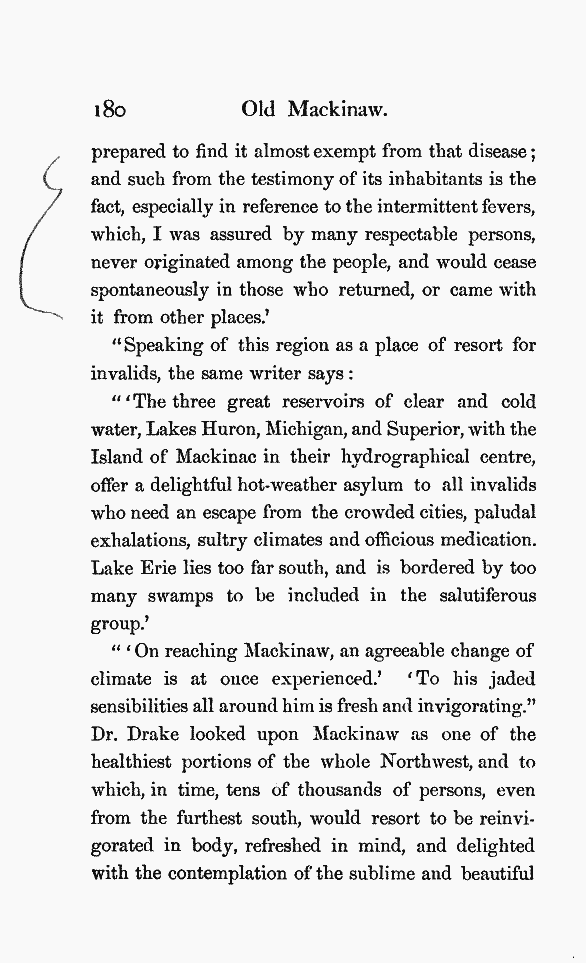 180 Old Mackinaw.
prepared to find it almost exempt from that disease;
and such from the testimony of its inhabitants is the
fact, especially in reference to the intermittent fevers,
which, I was assured by many respectable persons,
never originated among the people, and would cease
spontaneously in those who returned, or came with
it from other places.'
"Speaking of this region as a place of resort for
invalids, the same writer says:
"'The three great reservoirs of clear and cold
water, Lakes Huron, Michigan, and Superior, with the
Island of Mackinac in their hydrographical centre,
offer a delightful hot-weather asylum to all invalids
who need an escape from the crowded cities, paludal
exhalations, sultry climates and officious medication.
Lake Erie lies too far south, and is bordered by too
many swamps to be included in the salutiferous
group.'
"'On reaching Mackinaw, an agreeable change of
climate is at once experienced.' 'To his jaded
sensibilities all around him is fresh and invigorating."
Dr. Drake looked upon Mackinaw as one of the
healthiest portions of the whole Northwest, and to
which, in time, tens of thousands of persons, even
from the furthest south, would resort to be reinvi-
gorated in body, refreshed in mind, and delighted
with the contemplation of the sublime and beautiful